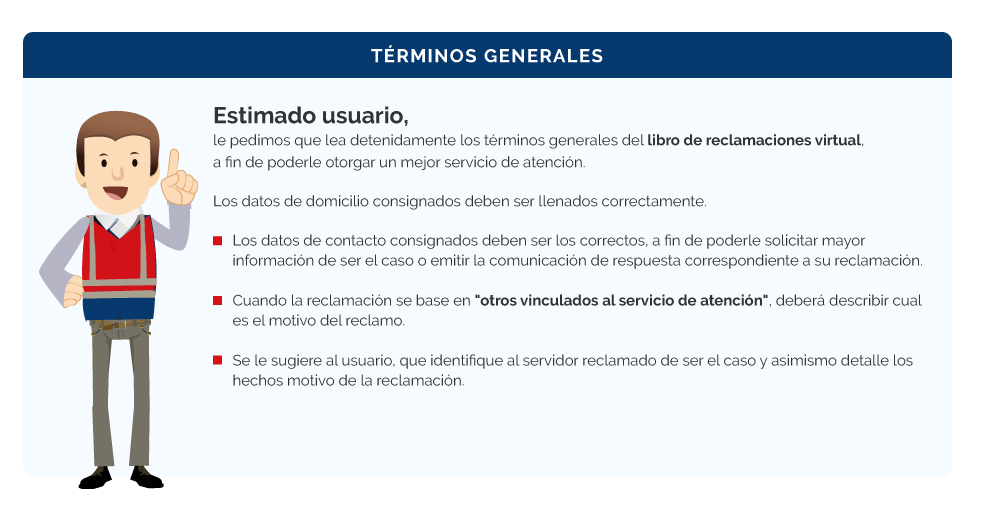 TÉRMINOS GENERALES
Estimado usuario,
le pedimos que lea detenidamente los términos generales del libro de reclamaciones virtual,
a fin de poderle otorgar un mejor servicio de atención.
Los datos de domicilio consignados deben ser llenados correctamente.
Los datos de contacto consignados deben ser los correctos, a fin de poderle solicitar mayor
información de ser el caso o emitir la comunicación de respuesta correspondiente a su reclamación.
Cuando la reclamación se base en "otros vinculados al servicio de atención", deberá describir cual
es el motivo del reclamo.
Se le sugiere al usuario, que identifique al servidor reclamado de ser el caso y asimismo detalle los
hechos motivo de la reclamación.